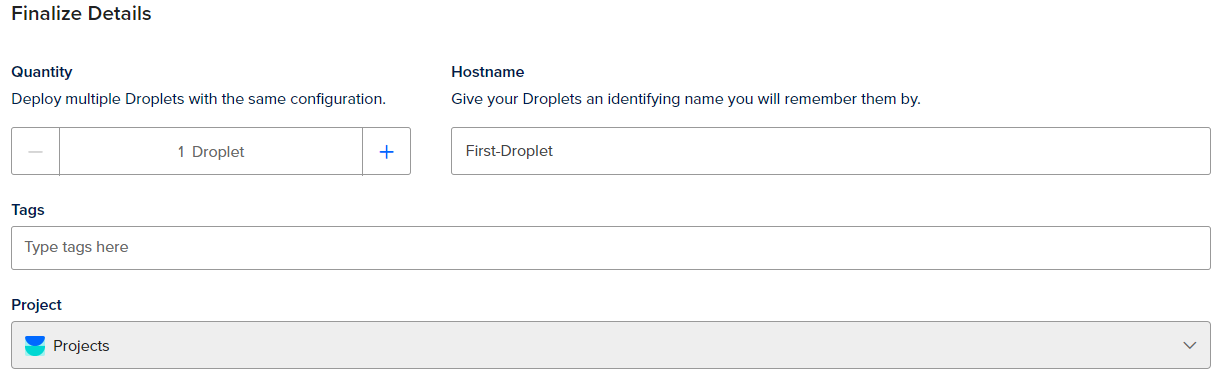 Finalize Details
Quantity
Deploy multiple Droplets with the same configuration.
1 Droplet
Hostname
Give your Droplets an identifying name you will remember them by.
First-Droplet
Tags
Type tags here
Project
Projects